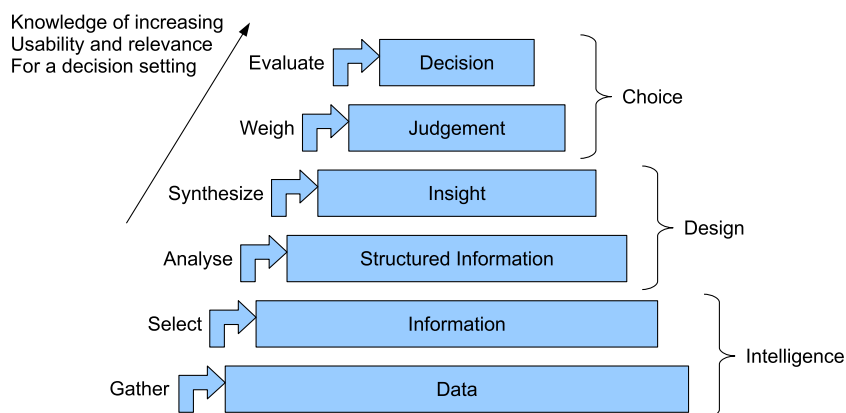 Knowledge of increasing
Usability and relevance
For a decision setting
Evaluate
Decision
Choice
Weigh
Judgement
Synthesize
Insight
Design
Analyse
Structured Information
Select
Information
Intelligence
Gather
Data